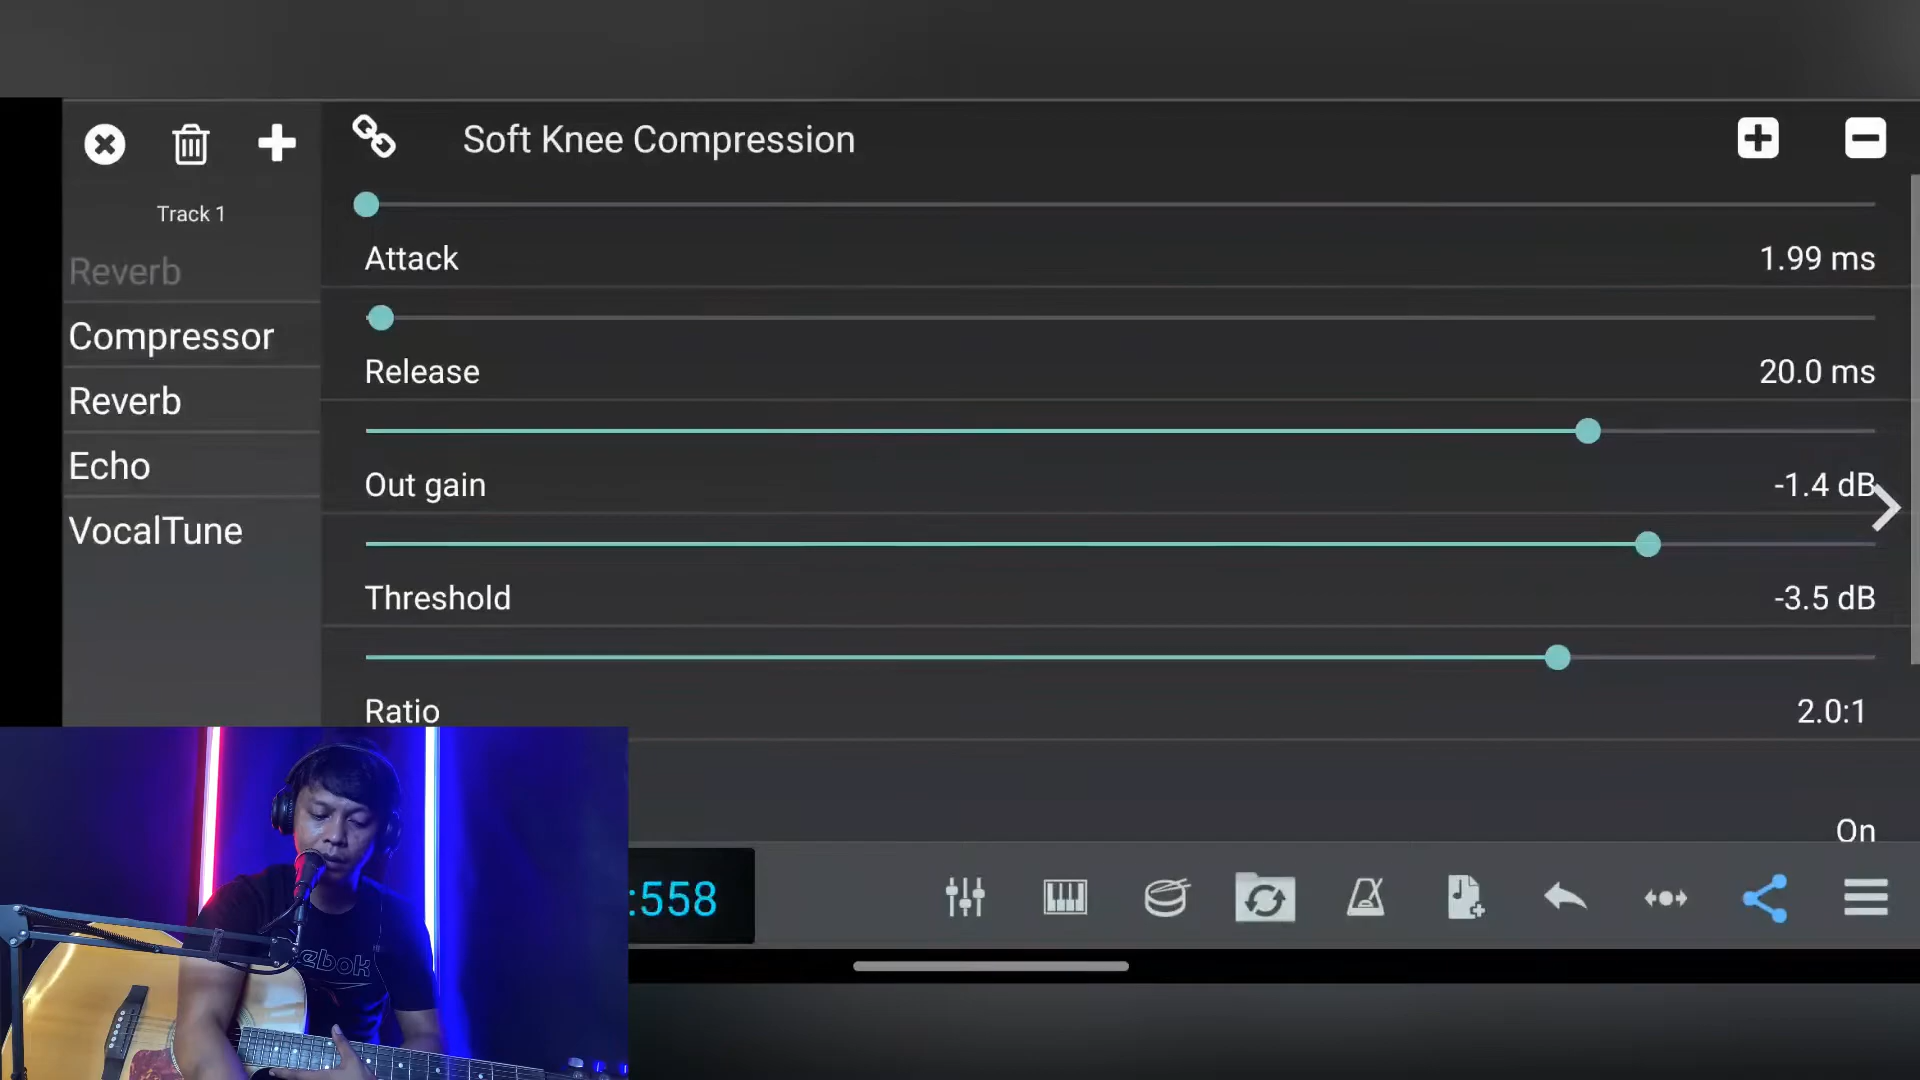 Soft Knee Compression
Track 1
Reverb
Compressor
Reverb
Echo
VocalTune
Attack 1.99 ms
Release 20.0 ms
Out gain -1.4 dB
Threshold -3.5 dB
Ratio 2.0:1
On
:558